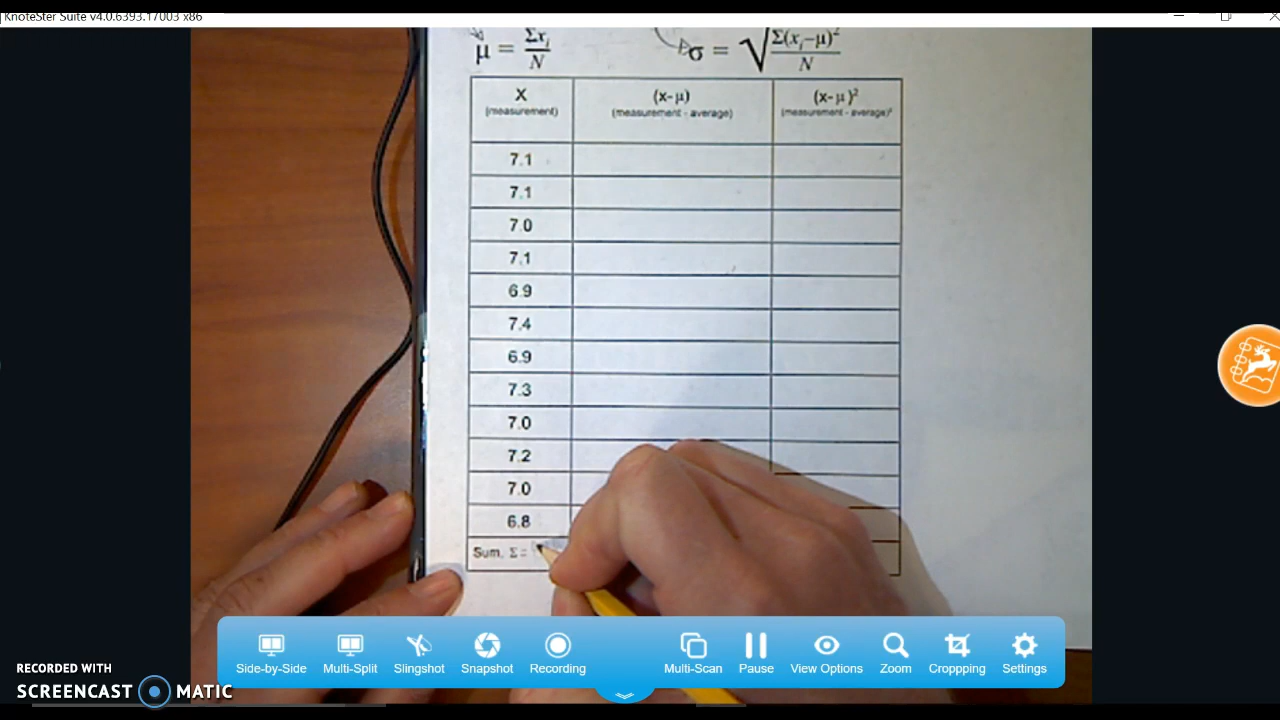 KnoteSter Suite v4.0.6393.17003 x86
μ = Σxᵢ/N
σ = √Σ(xᵢ-μ)²/N
X (x-μ) (x-μ)²
(measurement) (measurement - average) (measurement - average)²
7.1
7.1
7.0
7.1
6.9
7.4
6.9
7.3
7.0
7.2
7.0
6.8
Sum, Σ =
Side-by-Side Multi-Split Slingshot Snapshot Recording Multi-Scan Pause View Options Zoom Croppping Settings
RECORDED WITH
SCREENCAST MATIC